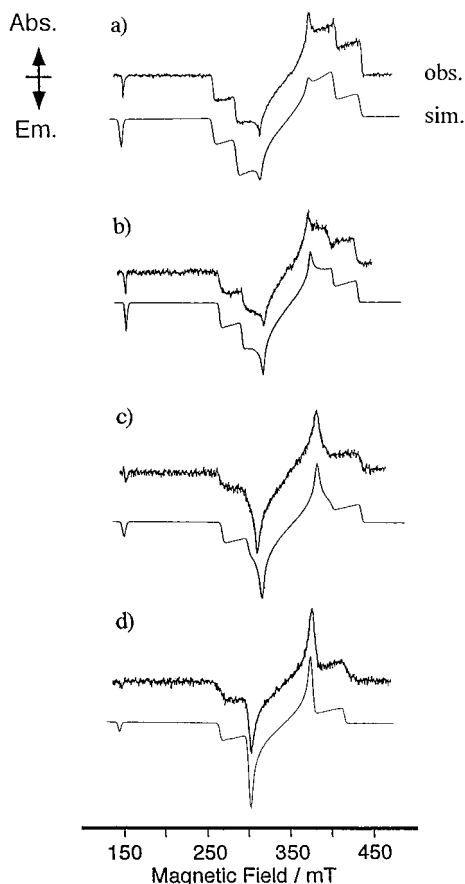 Abs.
Em.
a)
obs.
sim.
b)
c)
d)
150 250 350 450
Magnetic Field / mT